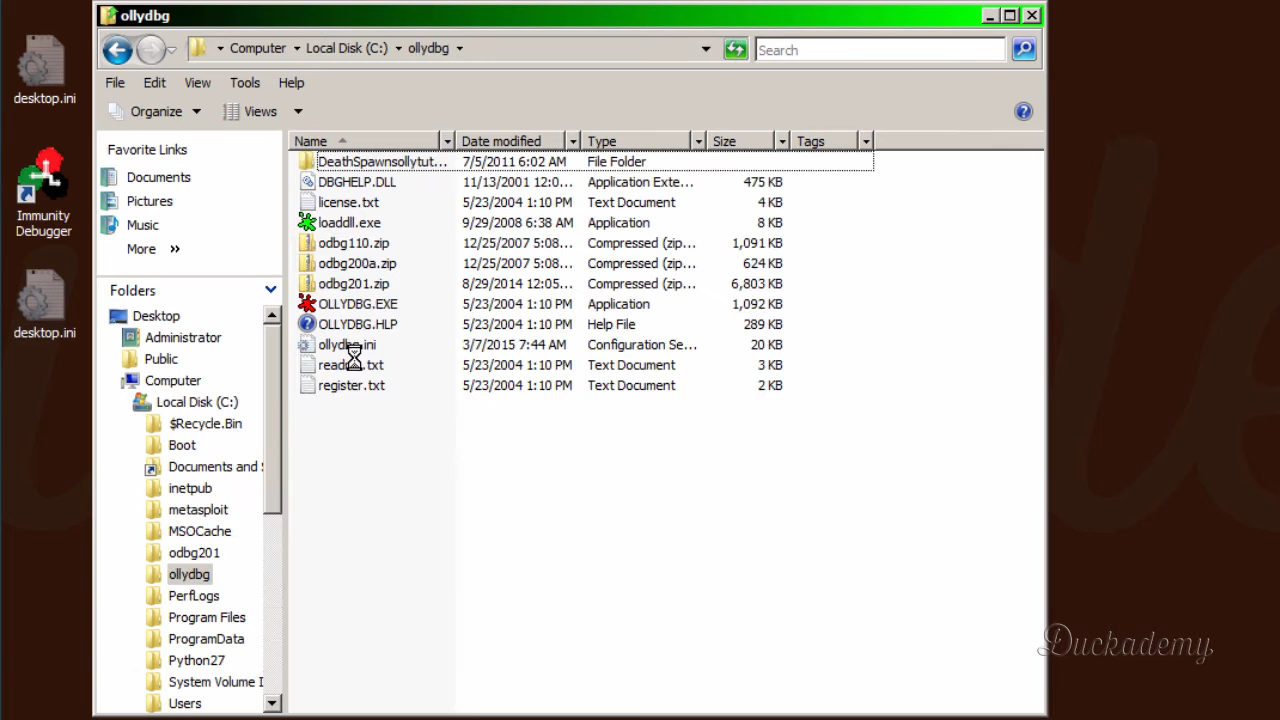 ollydbg
Computer Local Disk (C:) ollydbg
Search
File Edit View Tools Help
Organize Views
Name Date modified Type Size Tags
DeathSpawnsollytut... 7/5/2011 6:02 AM File Folder
DBGHELP.DLL 11/13/2001 12:0... Application Exte... 475 KB
license.txt 5/23/2004 1:10 PM Text Document 4 KB
loaddll.exe 9/29/2008 6:38 AM Application 8 KB
odbg110.zip 12/25/2007 5:08... Compressed (zip... 1,091 KB
odbg200a.zip 12/25/2007 5:08... Compressed (zip... 624 KB
odbg201.zip 8/29/2014 12:05... Compressed (zip... 6,803 KB
OLLYDBG.EXE 5/23/2004 1:10 PM Application 1,092 KB
OLLYDBG.HLP 5/23/2004 1:10 PM Help File 289 KB
ollydbg.ini 3/7/2015 7:44 AM Configuration Se... 20 KB
readme.txt 5/23/2004 1:10 PM Text Document 3 KB
register.txt 5/23/2004 1:10 PM Text Document 2 KB
Favorite Links
Documents
Pictures
Music
More »
Folders
Desktop
Administrator
Public
Computer
Local Disk (C:)
$Recycle.Bin
Boot
Documents and S
inetpub
metasploit
MSOCache
odbg201
ollydbg
PerfLogs
Program Files
ProgramData
Python27
System Volume I
Users
desktop.ini
Immunity
Debugger
desktop.ini
Duckademy